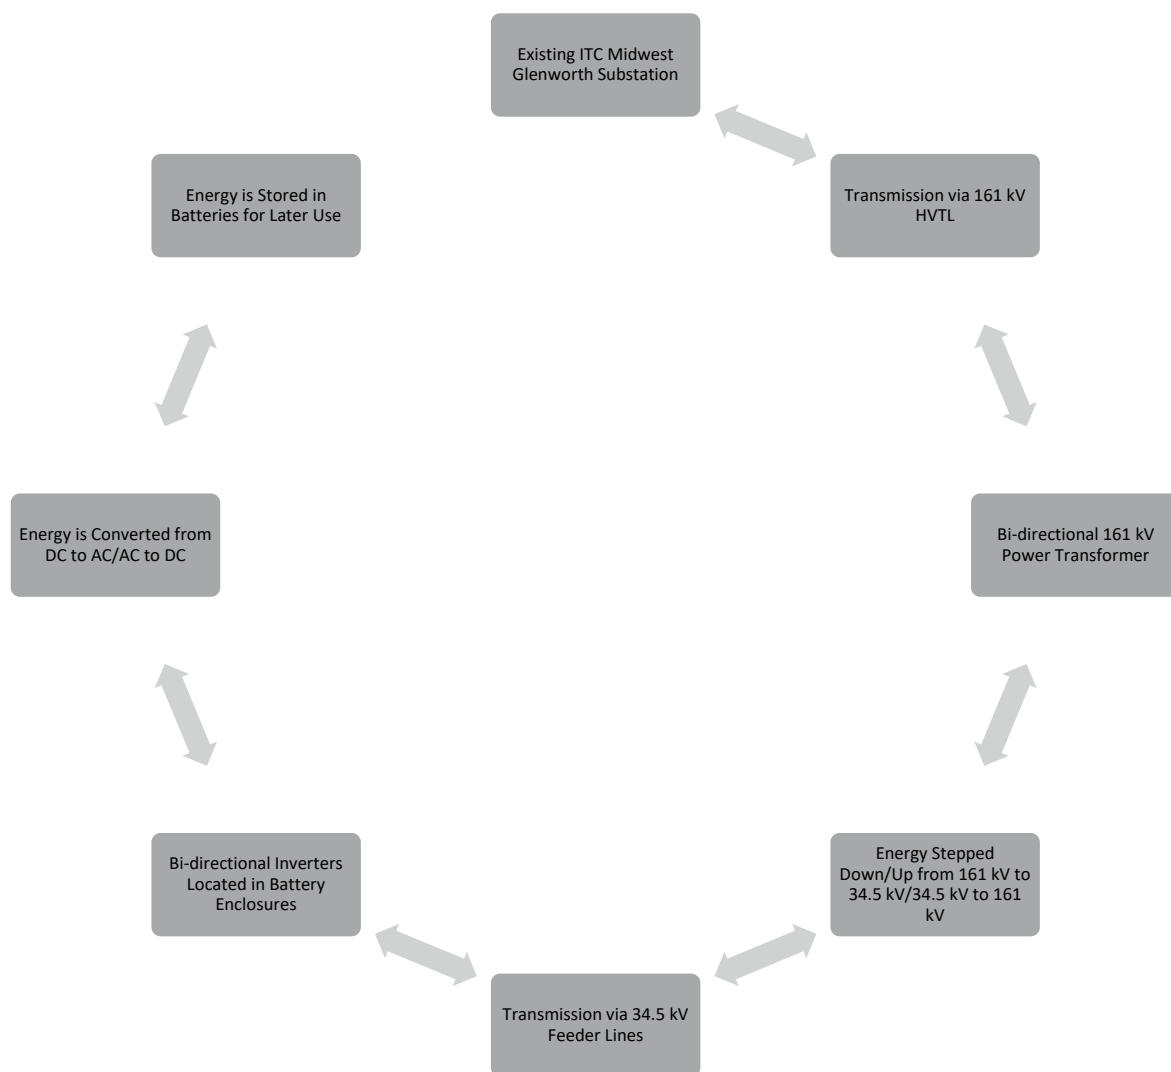 Existing ITC Midwest
Glenworth Substation
Transmission via 161 kV
HVTL
Bi-directional 161 kV
Power Transformer
Energy Stepped
Down/Up from 161 kV to
34.5 kV/34.5 kV to 161
kV
Transmission via 34.5 kV
Feeder Lines
Bi-directional Inverters
Located in Battery
Enclosures
Energy is Converted from
DC to AC/AC to DC
Energy is Stored in
Batteries for Later Use